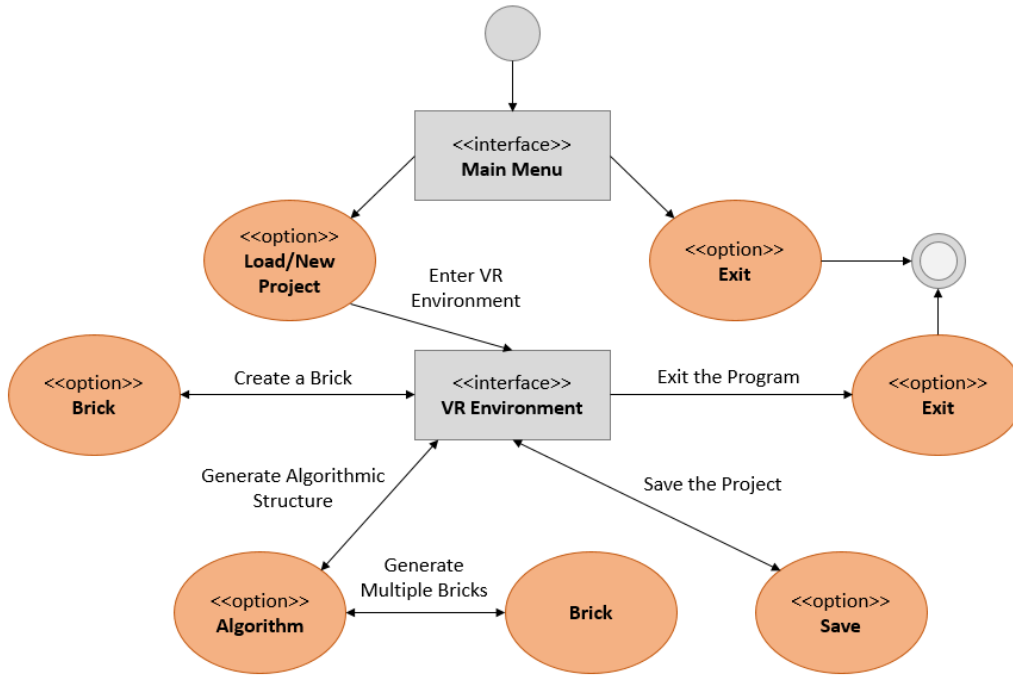 <<interface>>
Main Menu
<<option>>
Load/New
Project
<<option>>
Exit
Enter VR
Environment
<<option>>
Brick
Create a Brick
<<interface>>
VR Environment
Exit the Program
<<option>>
Exit
Generate Algorithmic
Structure
Save the Project
<<option>>
Algorithm
Generate
Multiple Bricks
Brick
<<option>>
Save